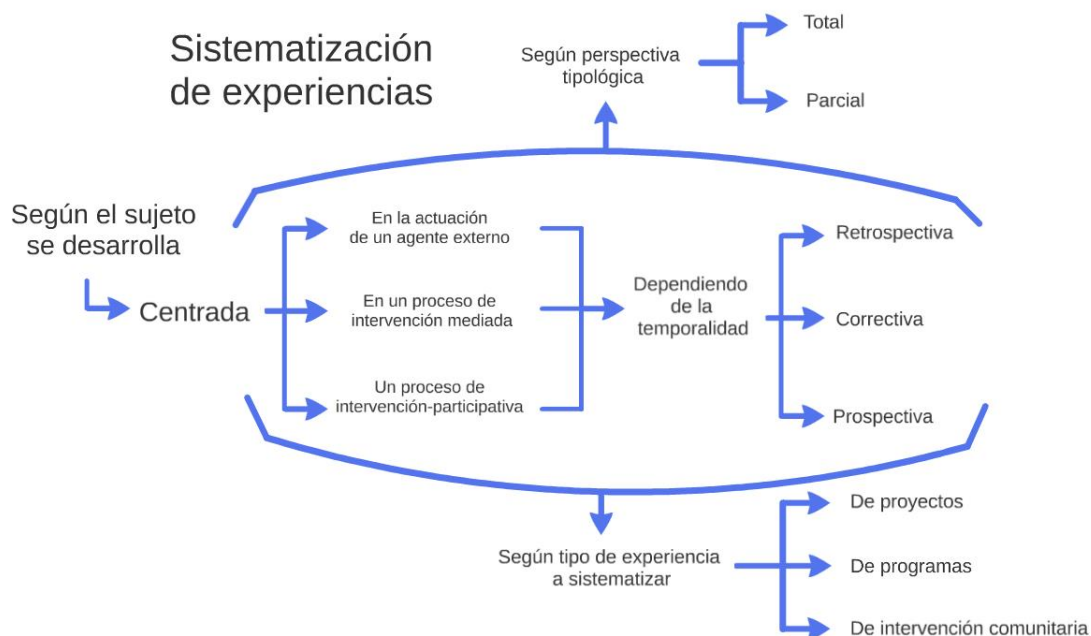 Sistematización
de experiencias
Según perspectiva
tipológica
Total
Parcial
Según el sujeto
se desarrolla
Centrada
En la actuación
de un agente externo
En un proceso de
intervención mediada
Un proceso de
intervención-participativa
Dependiendo
de la
temporalidad
Retrospectiva
Correctiva
Prospectiva
Según tipo de experiencia
a sistematizar
De proyectos
De programas
De intervención comunitaria